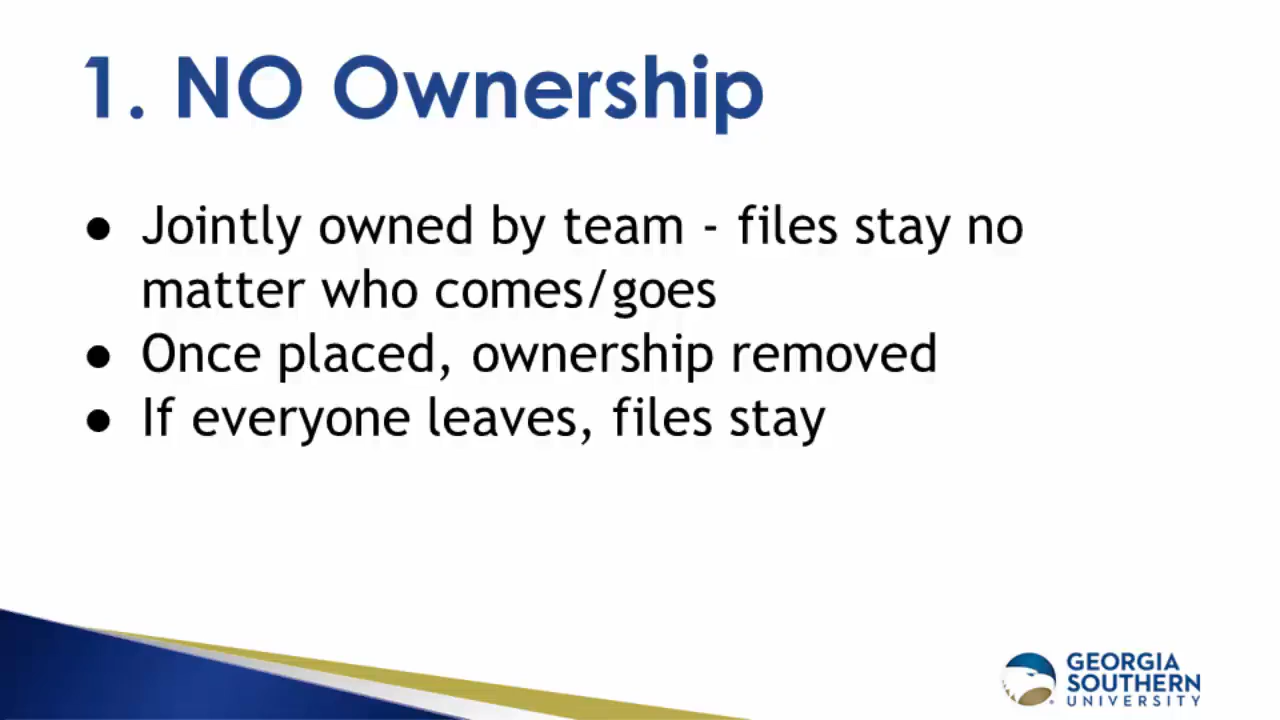 1. NO Ownership
● Jointly owned by team - files stay no
matter who comes/goes
● Once placed, ownership removed
● If everyone leaves, files stay
GEORGIA
SOUTHERN
UNIVERSITY